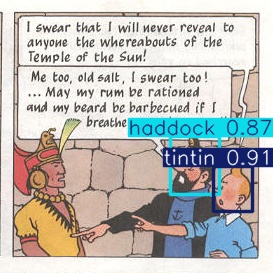 I swear that I will never reveal to
anyone the whereabouts of the
Temple of the Sun!
Me too, old salt, I swear too!
... May my rum be rationed
and my beard be barbecued if I
breathe
haddock 0.87
tintin 0.91